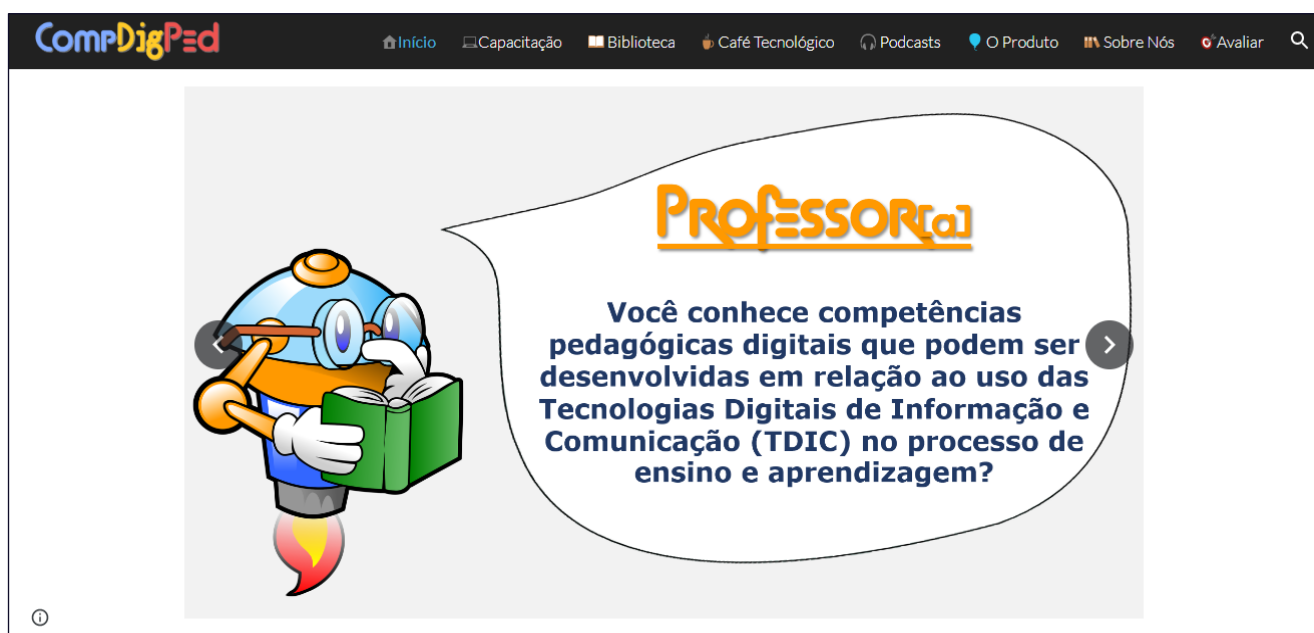 CompDigPed
Início Capacitação Biblioteca Café Tecnológico Podcasts O Produto Sobre Nós Avaliar
Professor[a]
Você conhece competências
pedagógicas digitais que podem ser
desenvolvidas em relação ao uso das
Tecnologias Digitais de Informação e
Comunicação (TDIC) no processo de
ensino e aprendizagem?